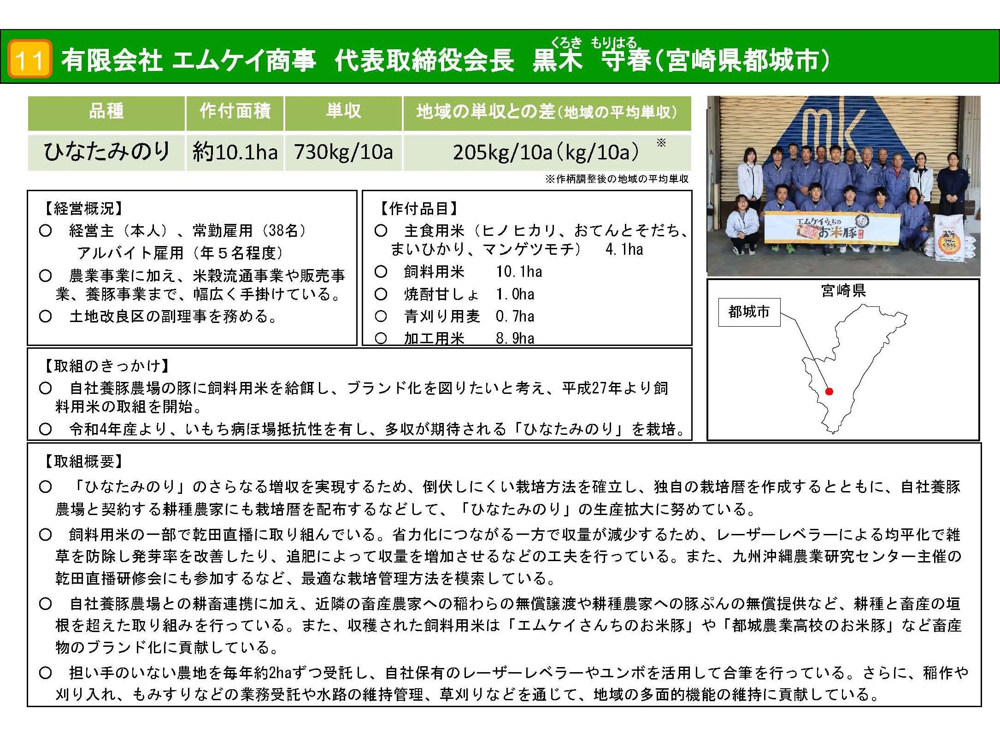 くろき もりはる
11 有限会社 エムケイ商事 代表取締役会長 黒木 守春（宮崎県都城市）
品種 作付面積 単収 地域の単収との差（地域の平均単収）
ひなたみのり 約10.1ha 730kg/10a 205kg/10a（kg/10a） ※
※作柄調整後の地域の平均単収
【経営概況】
○ 経営主（本人）、常勤雇用（38名）
アルバイト雇用（年５名程度）
○ 農業事業に加え、米穀流通事業や販売事
業、養豚事業まで、幅広く手掛けている。
○ 土地改良区の副理事を務める。
【作付品目】
○ 主食用米（ヒノヒカリ、おてんとそだち、
まいひかり、マンゲツモチ） 4.1ha
○ 飼料用米 10.1ha
○ 焼酎甘しょ 1.0ha
○ 青刈り用麦 0.7ha
○ 加工用米 8.9ha
mk
エムケイさんちの
お米豚
マザー
くろうし
宮崎県
都城市
【取組のきっかけ】
○ 自社養豚農場の豚に飼料用米を給餌し、ブランド化を図りたいと考え、平成27年より飼
料用米の取組を開始。
○ 令和4年産より、いもち病ほ場抵抗性を有し、多収が期待される「ひなたみのり」を栽培。
【取組概要】
○ 「ひなたみのり」のさらなる増収を実現するため、倒伏しにくい栽培方法を確立し、独自の栽培暦を作成するとともに、自社養豚
農場と契約する耕種農家にも栽培暦を配布するなどして、「ひなたみのり」の生産拡大に努めている。
○ 飼料用米の一部で乾田直播に取り組んでいる。省力化につながる一方で収量が減少するため、レーザーレベラーによる均平化で雑
草を防除し発芽率を改善したり、追肥によって収量を増加させるなどの工夫を行っている。また、九州沖縄農業研究センター主催の
乾田直播研修会にも参加するなど、最適な栽培管理方法を模索している。
○ 自社養豚農場との耕畜連携に加え、近隣の畜産農家への稲わらの無償譲渡や耕種農家への豚ぷんの無償提供など、耕種と畜産の垣
根を超えた取り組みを行っている。また、収穫された飼料用米は「エムケイさんちのお米豚」や「都城農業高校のお米豚」など畜産
物のブランド化に貢献している。
○ 担い手のいない農地を毎年約2haずつ受託し、自社保有のレーザーレベラーやユンボを活用して合筆を行っている。さらに、稲作や
刈り入れ、もみすりなどの業務受託や水路の維持管理、草刈りなどを通じて、地域の多面的機能の維持に貢献している。